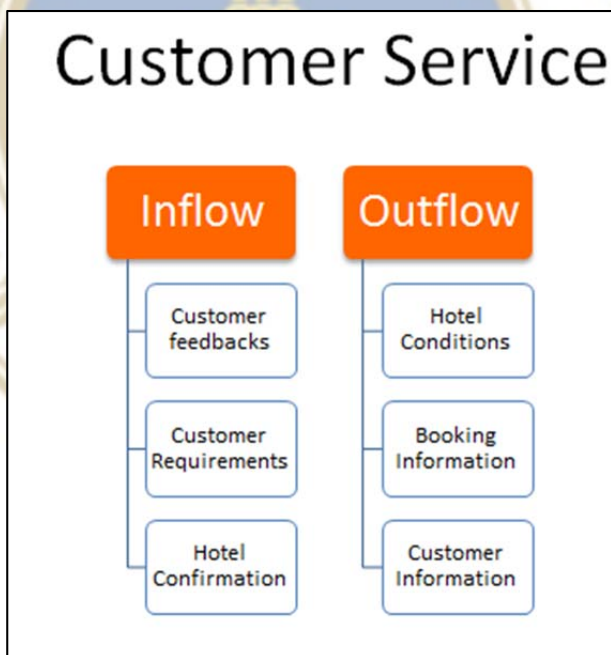 Customer Service
Inflow
Customer
feedbacks
Customer
Requirements
Hotel
Confirmation
Outflow
Hotel
Conditions
Booking
Information
Customer
Information